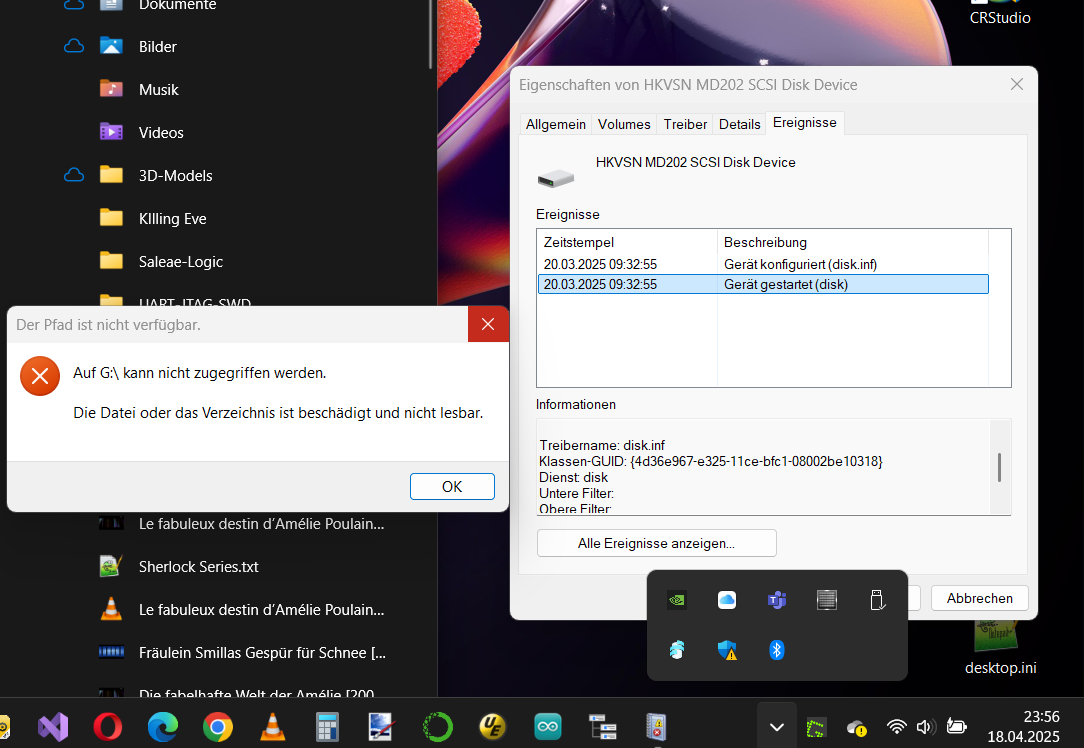 Dokumente
Bilder
Musik
Videos
3D-Models
KIlling Eve
Saleae-Logic
UART-JTAG-SWD
Der Pfad ist nicht verfügbar.
Auf G:\ kann nicht zugegriffen werden.
Die Datei oder das Verzeichnis ist beschädigt und nicht lesbar.
OK
Le fabuleux destin d’Amélie Poulain...
Sherlock Series.txt
Le fabuleux destin d’Amélie Poulain...
Fräulein Smillas Gespür für Schnee [...
Die fabelhafte Welt der Amélie [200
CRStudio
Eigenschaften von HKVSN MD202 SCSI Disk Device
Allgemein Volumes Treiber Details Ereignisse
HKVSN MD202 SCSI Disk Device
Ereignisse
Zeitstempel Beschreibung
20.03.2025 09:32:55 Gerät konfiguriert (disk.inf)
20.03.2025 09:32:55 Gerät gestartet (disk)
Informationen
Treibername: disk.inf
Klassen-GUID: {4d36e967-e325-11ce-bfc1-08002be10318}
Dienst: disk
Untere Filter:
Obere Filter:
Alle Ereignisse anzeigen...
Abbrechen
desktop.ini
23:56
18.04.2025